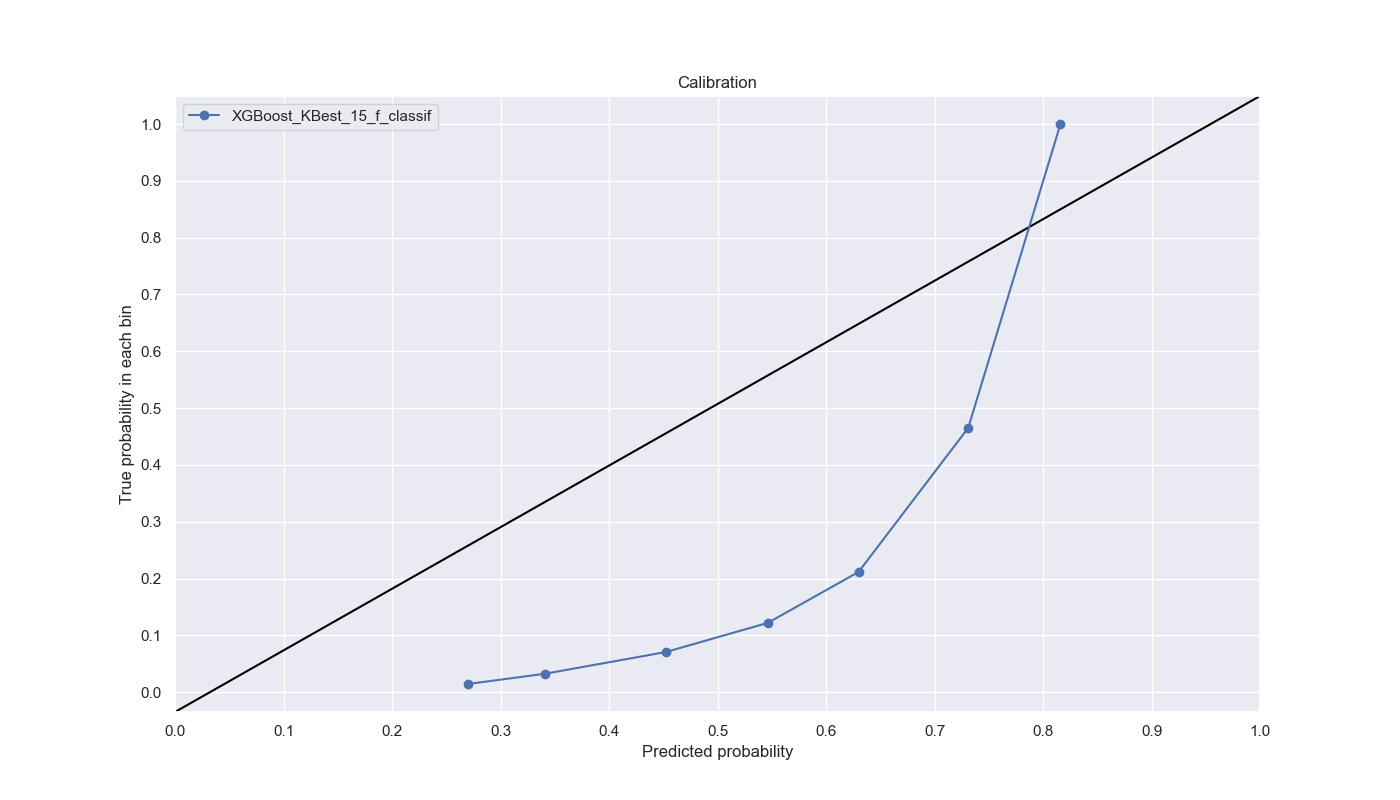 Calibration
XGBoost_KBest_15_f_classif
True probability in each bin
1.0
0.9
0.8
0.7
0.6
0.5
0.4
0.3
0.2
0.1
0.0
0.0 0.1 0.2 0.3 0.4 0.5 0.6 0.7 0.8 0.9 1.0
Predicted probability